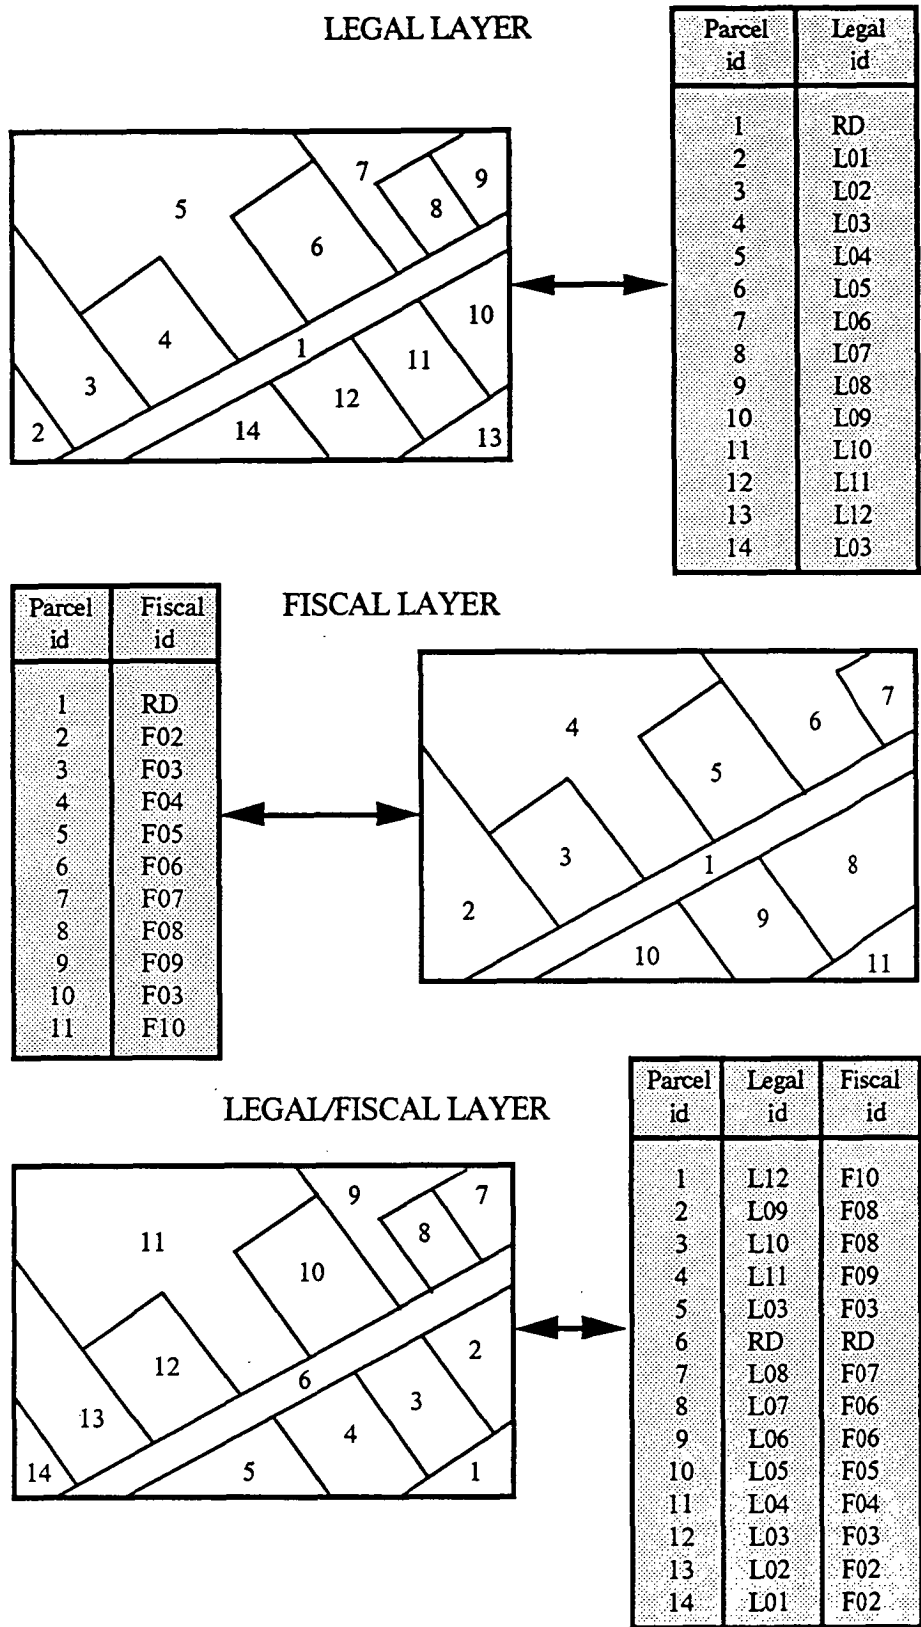 LEGAL LAYER
Parcel id Legal id
1 RD
2 L01
3 L02
4 L03
5 L04
6 L05
7 L06
8 L07
9 L08
10 L09
11 L10
12 L11
13 L12
14 L03
7 9
5 8
6
10
4 1
11
3 12
2 14 13
FISCAL LAYER
Parcel id Fiscal id
1 RD
2 F02
3 F03
4 F04
5 F05
6 F06
7 F07
8 F08
9 F09
10 F03
11 F10
7
4 6
5
3 1 8
2 9
10 11
LEGAL/FISCAL LAYER
Parcel id Legal id Fiscal id
1 L12 F10
2 L09 F08
3 L10 F08
4 L11 F09
5 L03 F03
6 RD RD
7 L08 F07
8 L07 F06
9 L06 F06
10 L05 F05
11 L04 F04
12 L03 F03
13 L02 F02
14 L01 F02
9 7
11 8
10
2
12 6
3
13 4
14 5 1